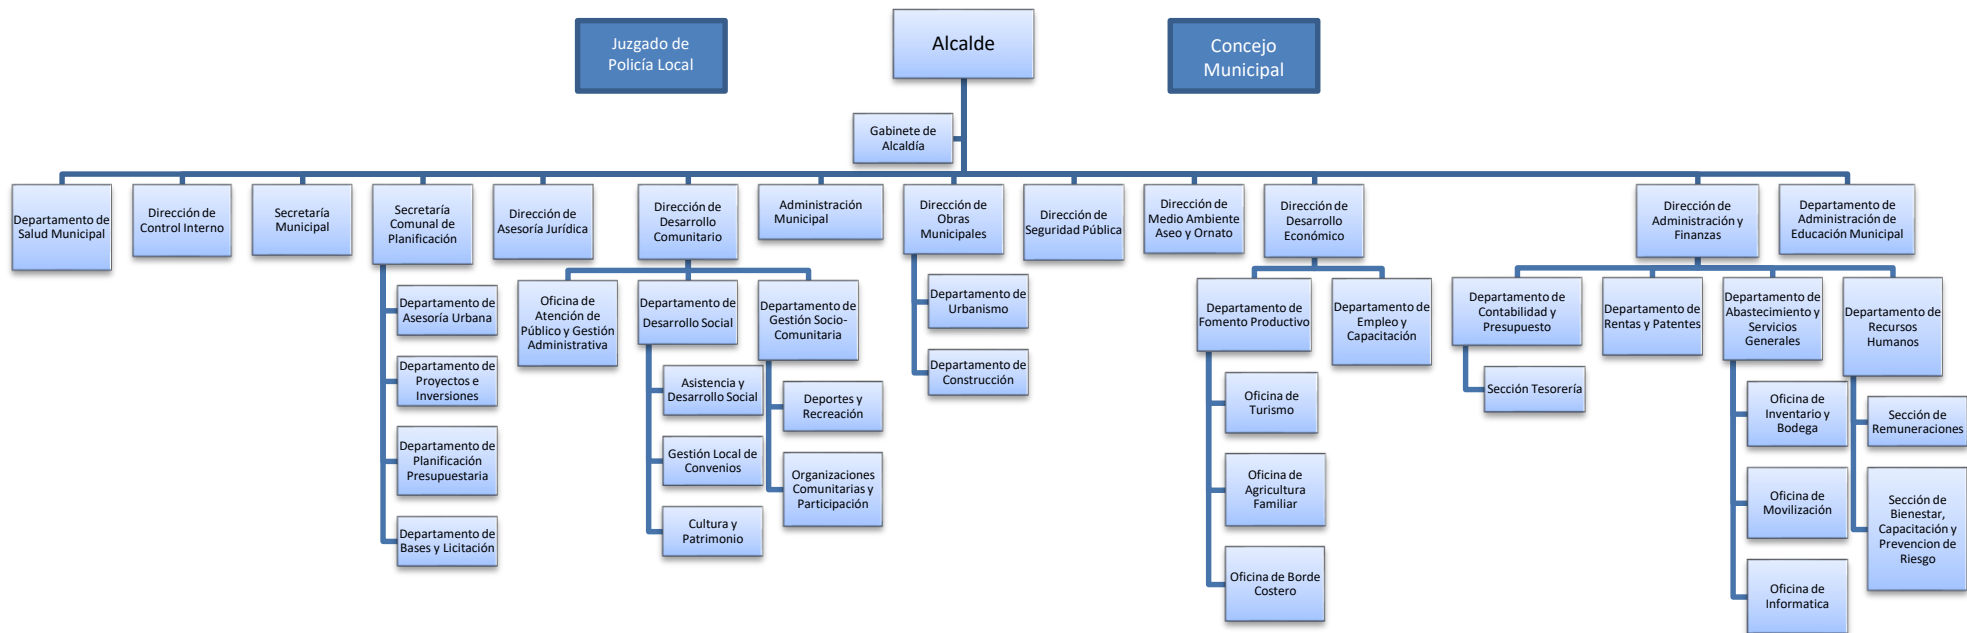 Juzgado de
Policía Local
Alcalde
Concejo
Municipal
Gabinete de
Alcaldía
Departamento de
Salud Municipal
Dirección de
Control Interno
Secretaría
Municipal
Secretaría
Comunal de
Planificación
Dirección de
Asesoría Jurídica
Dirección de
Desarrollo
Comunitario
Administración
Municipal
Dirección de
Obras
Municipales
Dirección de
Seguridad Pública
Dirección de
Medio Ambiente
Aseo y Ornato
Dirección de
Desarrollo
Económico
Dirección de
Administración y
Finanzas
Departamento de
Administración de
Educación Municipal
Departamento de
Asesoría Urbana
Departamento de
Proyectos e
Inversiones
Departamento de
Planificación
Presupuestaria
Departamento de
Bases y Licitación
Oficina de
Atención de
Público y Gestión
Administrativa
Departamento de
Desarrollo Social
Departamento de
Gestión Socio-
Comunitaria
Asistencia y
Desarrollo Social
Gestión Local de
Convenios
Cultura y
Patrimonio
Deportes y
Recreación
Organizaciones
Comunitarias y
Participación
Departamento de
Urbanismo
Departamento de
Construcción
Departamento de
Fomento Productivo
Departamento de
Empleo y
Capacitación
Oficina de
Turismo
Oficina de
Agricultura
Familiar
Oficina de Borde
Costero
Departamento de
Contabilidad y
Presupuesto
Departamento de
Rentas y Patentes
Departamento de
Abastecimiento y
Servicios
Generales
Departamento de
Recursos
Humanos
Sección Tesorería
Oficina de
Inventario y
Bodega
Oficina de
Movilización
Oficina de
Informatica
Sección de
Remuneraciones
Sección de
Bienestar,
Capacitación y
Prevencion de
Riesgo